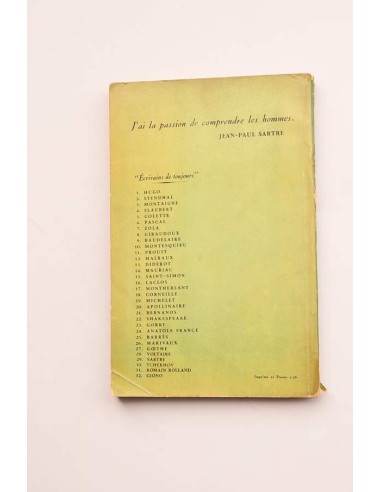 J'ai la passion de comprendre les hommes.
JEAN-PAUL SARTRE
"Écrivains de toujours"
1. HUGO
2. STENDHAL
3. MONTAIGNE
4. FLAUBERT
5. COLETTE
6. PASCAL
7. ZOLA
8. GIRAUDOUX
9. BAUDELAIRE
10. MONTESQUIEU
11. PROUST
12. MALRAUX
13. DIDEROT
14. MAURIAC
15. SAINT-SIMON
16. LACLOS
17. MONTHERLANT
18. CORNEILLE
19. MICHELET
20. APOLLINAIRE
21. BERNANOS
22. SHAKESPEARE
23. GORKI
24. ANATOLE FRANCE
25. BARRÈS
26. MARIVAUX
27. GOETHE
28. VOLTAIRE
29. SARTRE
30. TCHEKHOV
31. ROMAIN ROLLAND
32. GIONO
Imprimé en France